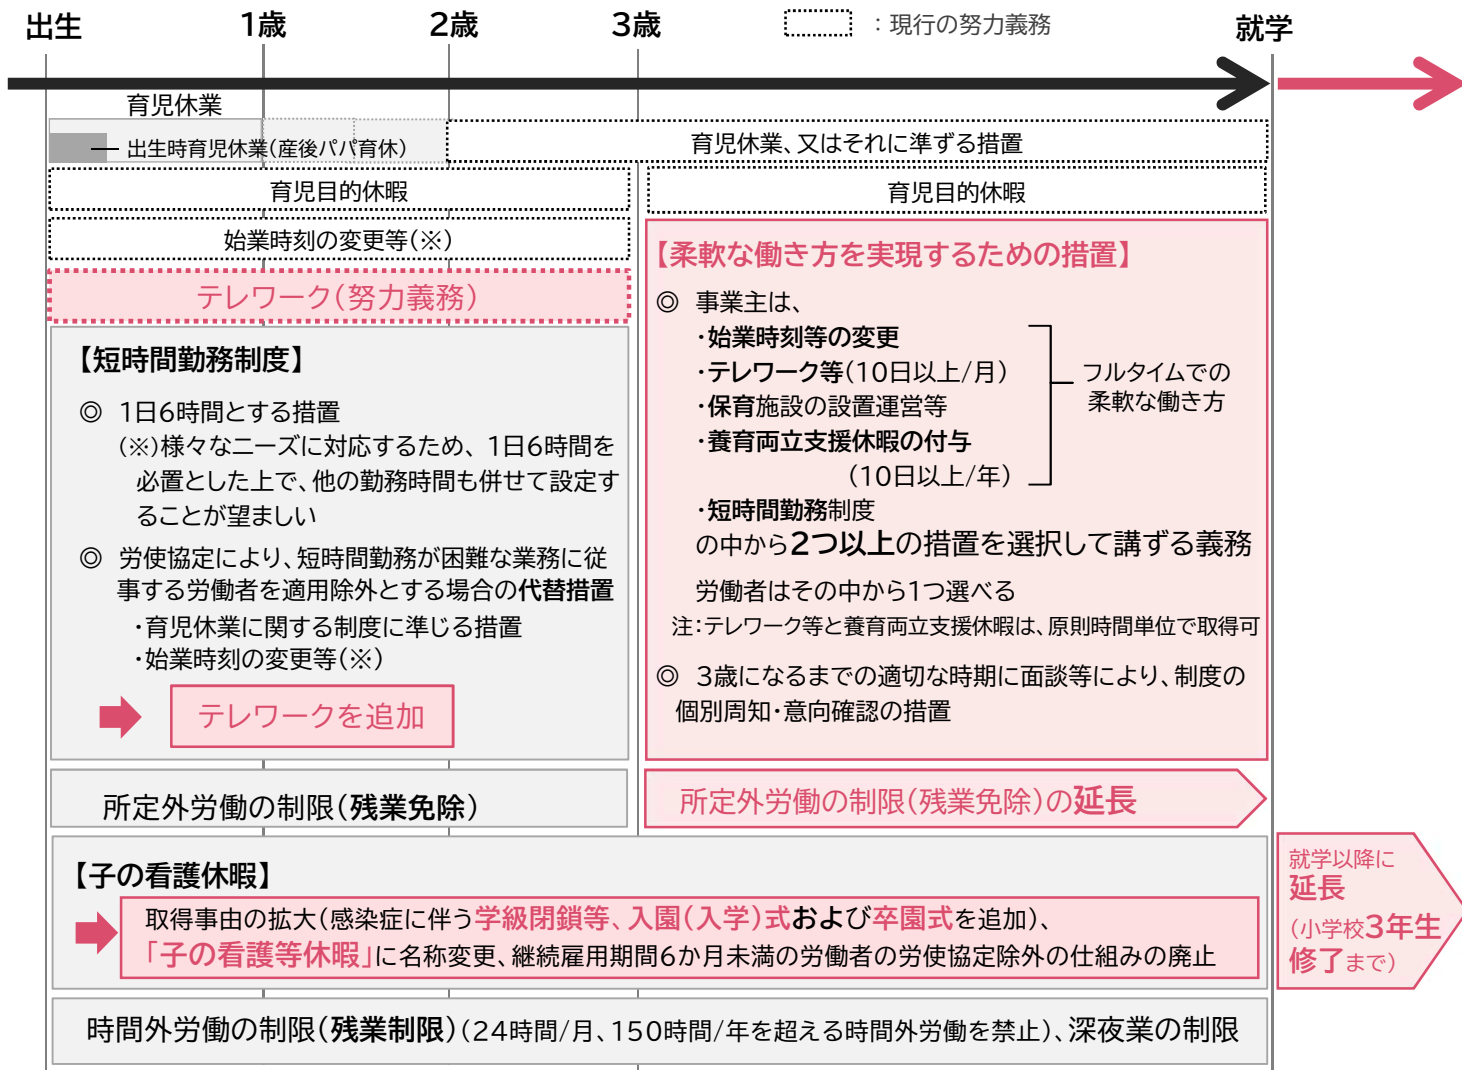 出生
1歳
2歳
3歳
：現行の努力義務
就学
育児休業
出生時育児休業(産後パパ育休)
育児休業、又はそれに準ずる措置
育児目的休暇
育児目的休暇
始業時刻の変更等(※)
テレワーク(努力義務)
【短時間勤務制度】
◎ 1日6時間とする措置
(※)様々なニーズに対応するため、1日6時間を
必置とした上で、他の勤務時間も併せて設定す
ることが望ましい
◎ 労使協定により、短時間勤務が困難な業務に従
事する労働者を適用除外とする場合の代替措置
・育児休業に関する制度に準じる措置
・始業時刻の変更等(※)
テレワークを追加
【柔軟な働き方を実現するための措置】
◎ 事業主は、
・始業時刻等の変更
・テレワーク等(10日以上/月)
・保育施設の設置運営等
・養育両立支援休暇の付与
(10日以上/年)
フルタイムでの
柔軟な働き方
・短時間勤務制度
の中から2つ以上の措置を選択して講ずる義務
労働者はその中から1つ選べる
注：テレワーク等と養育両立支援休暇は、原則時間単位で取得可
◎ 3歳になるまでの適切な時期に面談等により、制度の
個別周知・意向確認の措置
所定外労働の制限(残業免除)
所定外労働の制限(残業免除)の延長
【子の看護休暇】
取得事由の拡大(感染症に伴う学級閉鎖等、入園(入学)式および卒園式を追加)、
「子の看護等休暇」に名称変更、継続雇用期間6か月未満の労働者の労使協定除外の仕組みの廃止
就学以降に
延長
(小学校3年生
修了まで)
時間外労働の制限(残業制限)(24時間/月、150時間/年を超える時間外労働を禁止)、深夜業の制限